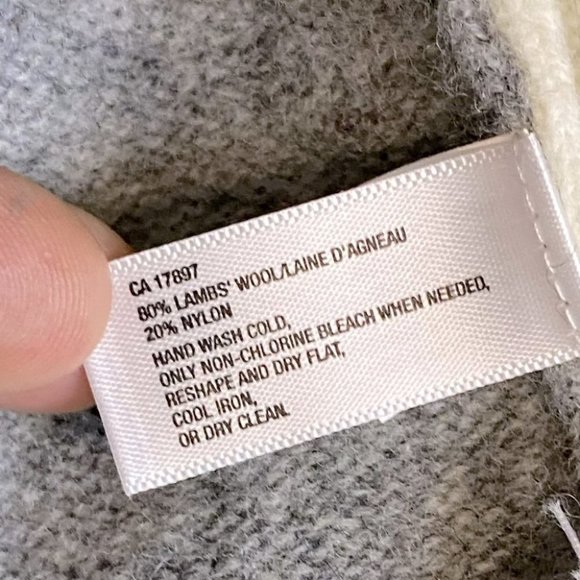 CA 17897
80% LAMBS' WOOL/LAINE D'AGNEAU
20% NYLON
HAND WASH COLD,
ONLY NON-CHLORINE BLEACH WHEN NEEDED,
RESHAPE AND DRY FLAT,
COOL IRON,
OR DRY CLEAN.